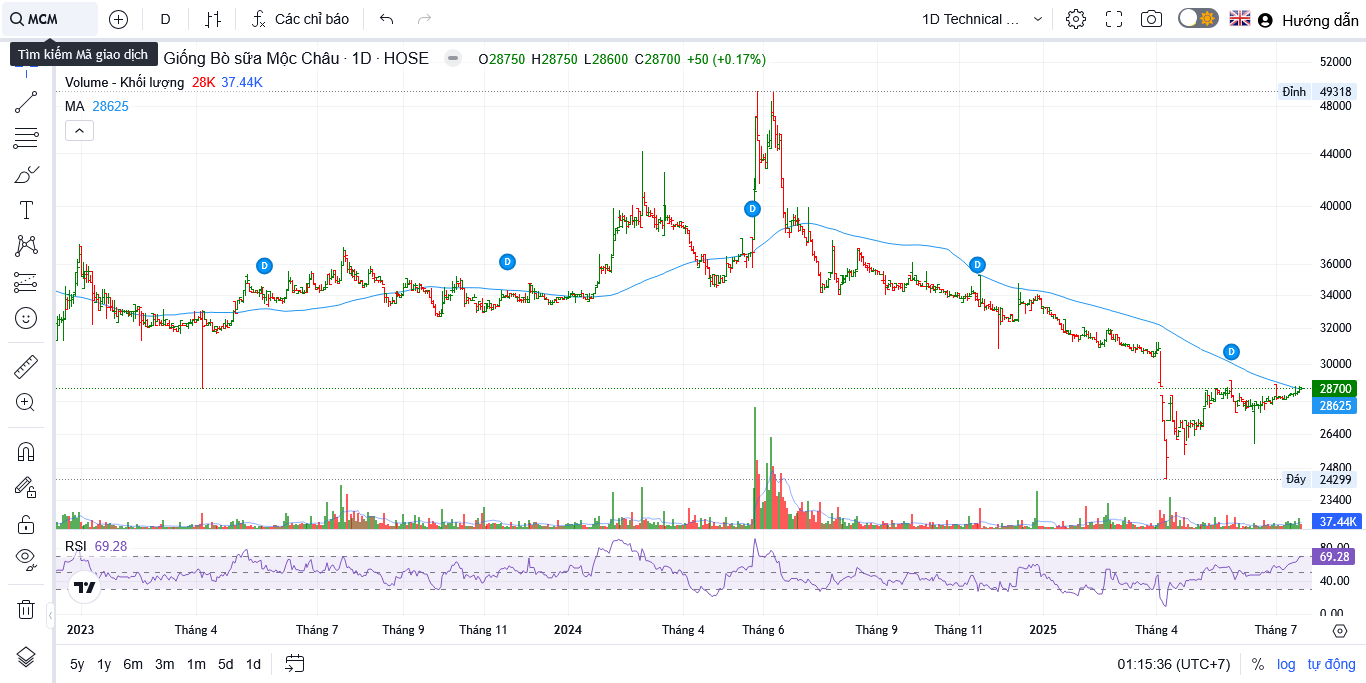 MCM
D
Các chỉ báo
1D Technical ...
Hướng dẫn
Tìm kiếm Mã giao dịch
Giống Bò sữa Mộc Châu · 1D · HOSE
O28750 H28750 L28600 C28700 +50 (+0.17%)
Volume - Khối lượng 28K 37.44K
MA 28625
52000
Đỉnh 49318
48000
44000
40000
36000
34000
32000
30000
28700
28625
26400
24800
Đáy 24299
23400
37.44K
D
D
D
D
D
RSI 69.28
80.00
69.28
40.00
0.00
2023 Tháng 4 Tháng 7 Tháng 9 Tháng 11 2024 Tháng 4 Tháng 6 Tháng 9 Tháng 11 2025 Tháng 4 Tháng 7
5y 1y 6m 3m 1m 5d 1d
01:15:36 (UTC+7) % log tự động